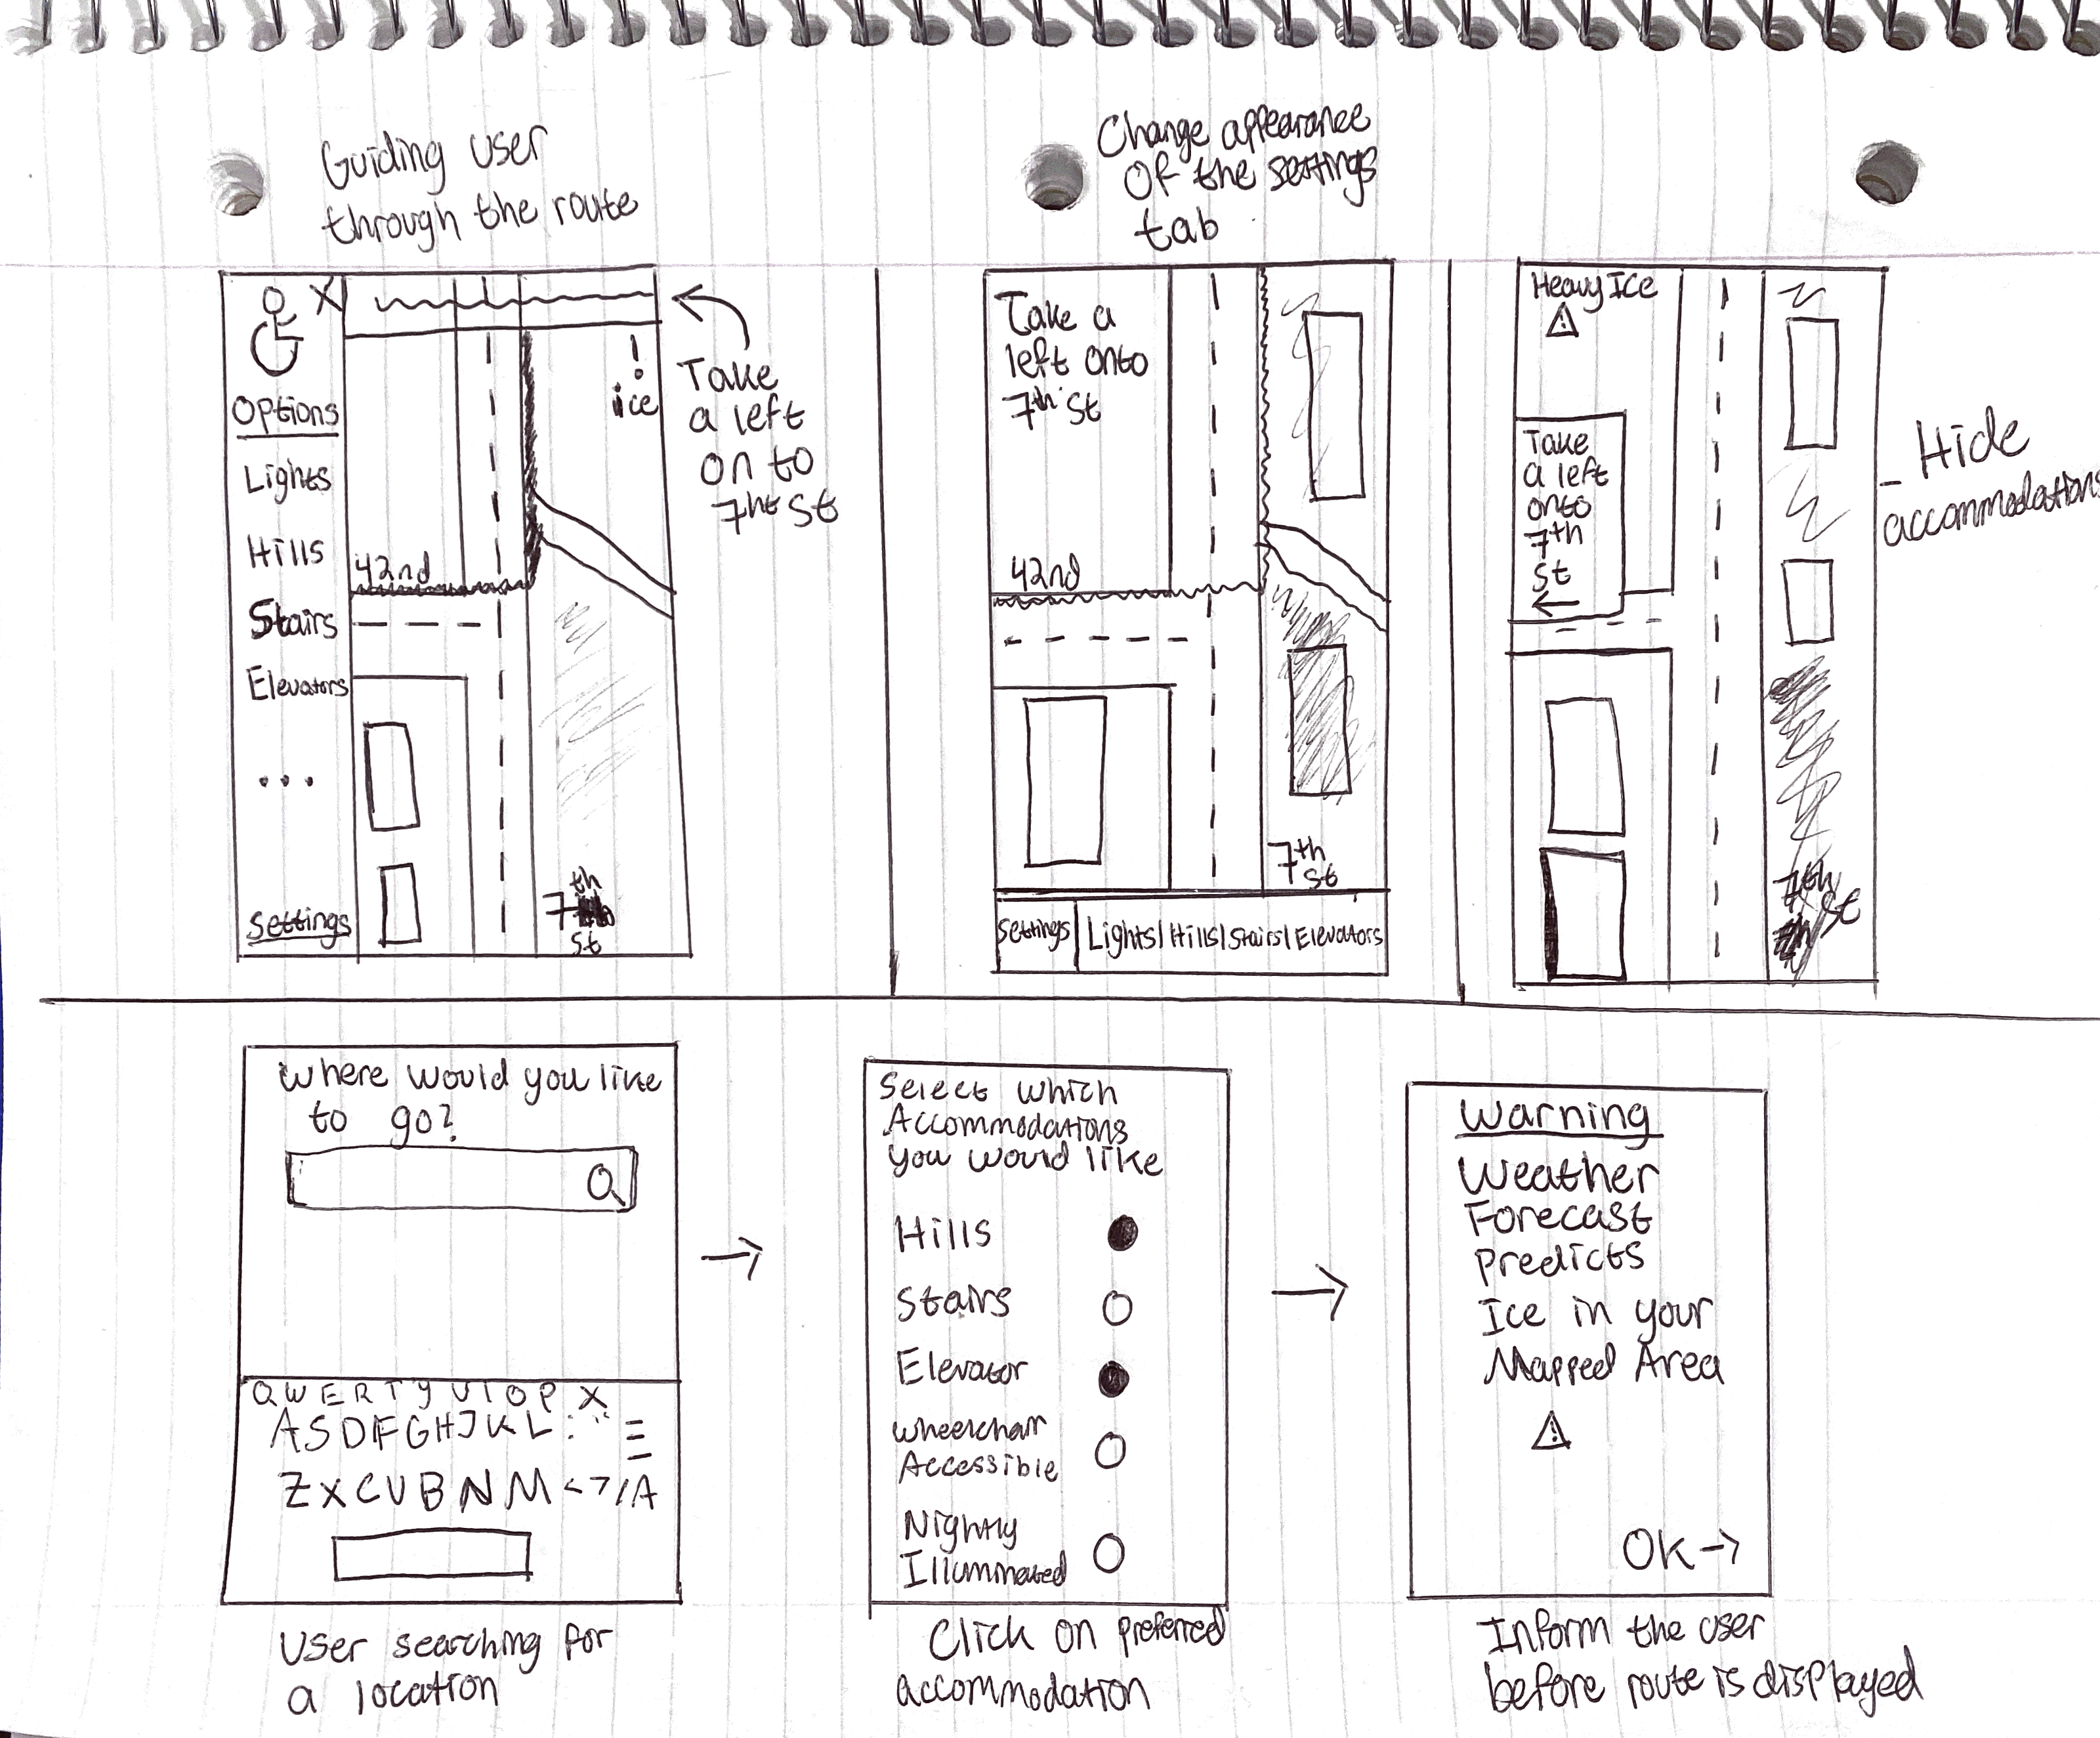 Guiding user
through the route
Change appearance
of the settings
tab
X
Options
Lights
Hills
Stairs
Elevators
...
Settings
! ice
42nd
7th
st
Take
a left
on to
7ht St
Take a
left onto
7th St
42nd
7th
st
Settings | Lights | Hills | Stairs | Elevators
Heavy Ice
Take
a left
onto
7th
St
7th
St
- Hide
accommodations
Where would you like
to go?
Q W E R T Y U I O P X
A S D F G H J K L : "
Z X C V B N M < > / A
User searching for
a location
Select which
Accommodations
you would like
Hills
Stairs
Elevator
Wheelchair
Accessible
Nightly
Illuminated
Click on preferred
accommodation
Warning
Weather
Forecast
Predicts
Ice in your
Mapped Area
OK →
Inform the user
before route is displayed